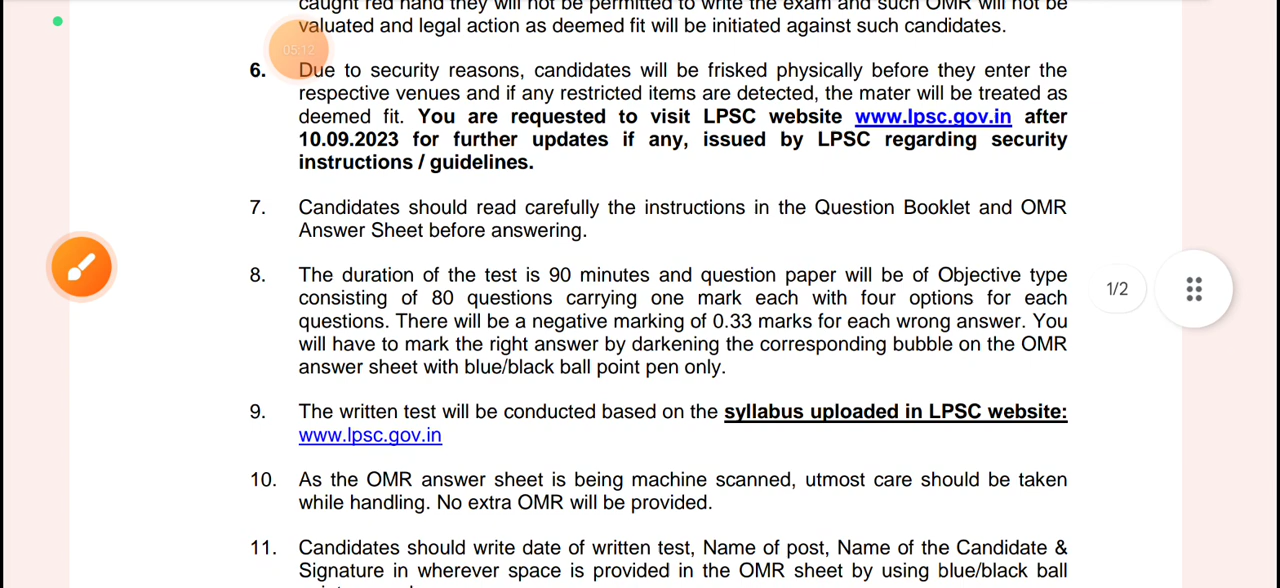 caught red hand they will not be permitted to write the exam and such OMR will not be
valuated and legal action as deemed fit will be initiated against such candidates.
05:12
6. Due to security reasons, candidates will be frisked physically before they enter the
respective venues and if any restricted items are detected, the mater will be treated as
deemed fit. You are requested to visit LPSC website www.lpsc.gov.in after
10.09.2023 for further updates if any, issued by LPSC regarding security
instructions / guidelines.
7. Candidates should read carefully the instructions in the Question Booklet and OMR
Answer Sheet before answering.
8. The duration of the test is 90 minutes and question paper will be of Objective type
consisting of 80 questions carrying one mark each with four options for each
questions. There will be a negative marking of 0.33 marks for each wrong answer. You
will have to mark the right answer by darkening the corresponding bubble on the OMR
answer sheet with blue/black ball point pen only.
1/2
9. The written test will be conducted based on the syllabus uploaded in LPSC website:
www.lpsc.gov.in
10. As the OMR answer sheet is being machine scanned, utmost care should be taken
while handling. No extra OMR will be provided.
11. Candidates should write date of written test, Name of post, Name of the Candidate &
Signature in wherever space is provided in the OMR sheet by using blue/black ball